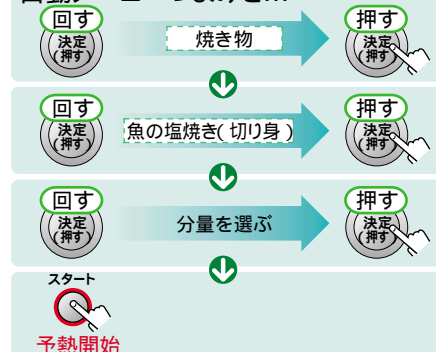 回す
決定
(押す)
焼き物
押す
決定
(押す)
回す
決定
(押す)
魚の塩焼き(切り身)
押す
決定
(押す)
回す
決定
(押す)
分量を選ぶ
押す
決定
(押す)
スタート
予熱開始